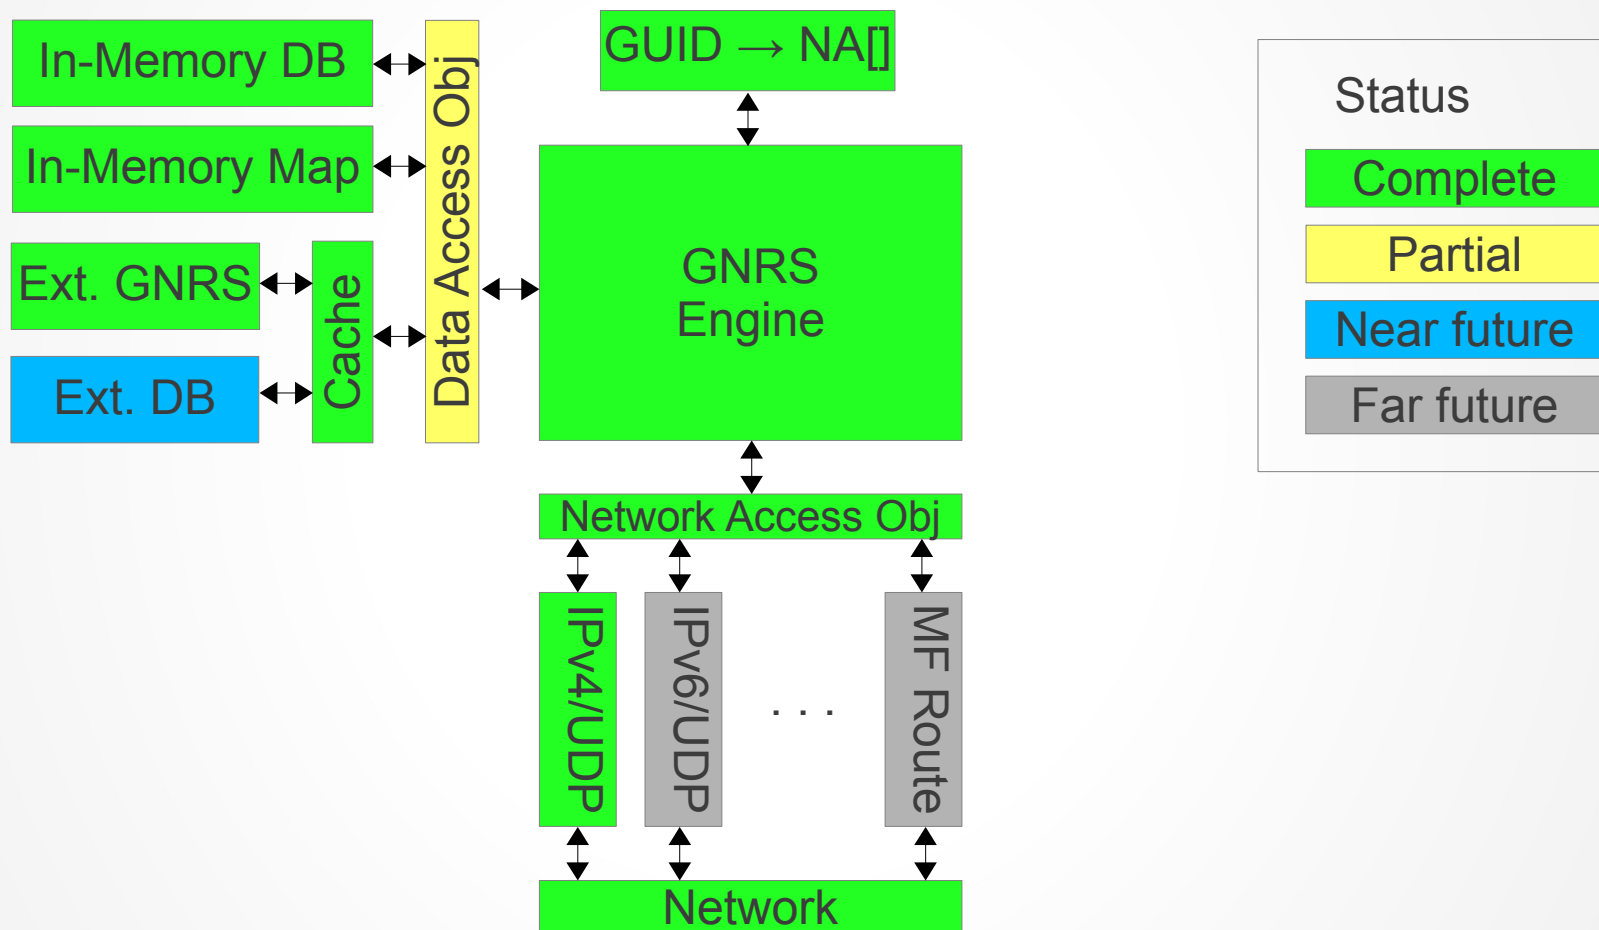 In-Memory DB
In-Memory Map
Ext. GNRS
Ext. DB
Cache
Data Access Obj
GUID → NA[]
GNRS
Engine
Network Access Obj
IPv4/UDP
IPv6/UDP
. . .
MF Route
Network
Status
Complete
Partial
Near future
Far future